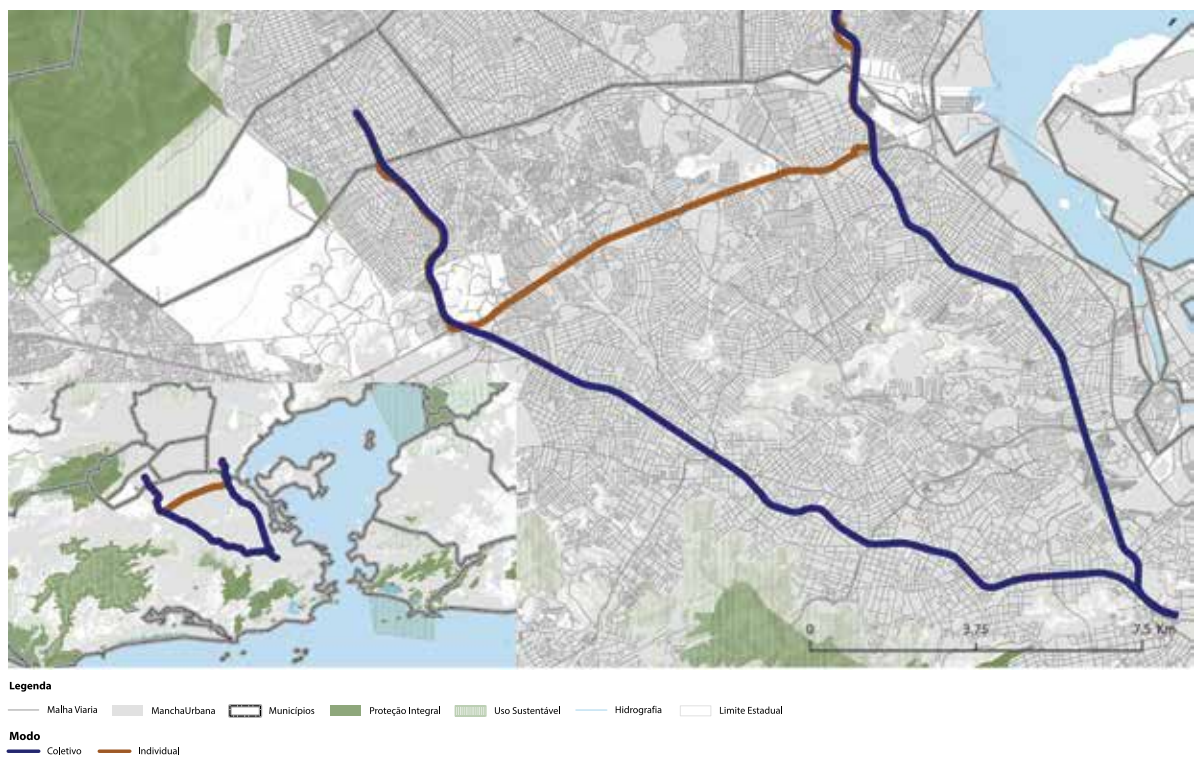 0 3.75 7.5 Km
Legenda
Malha Viaria ManchaUrbana Municípios Proteção Integral Uso Sustentável Hidrografia Limite Estadual
Modo
Coletivo Individual